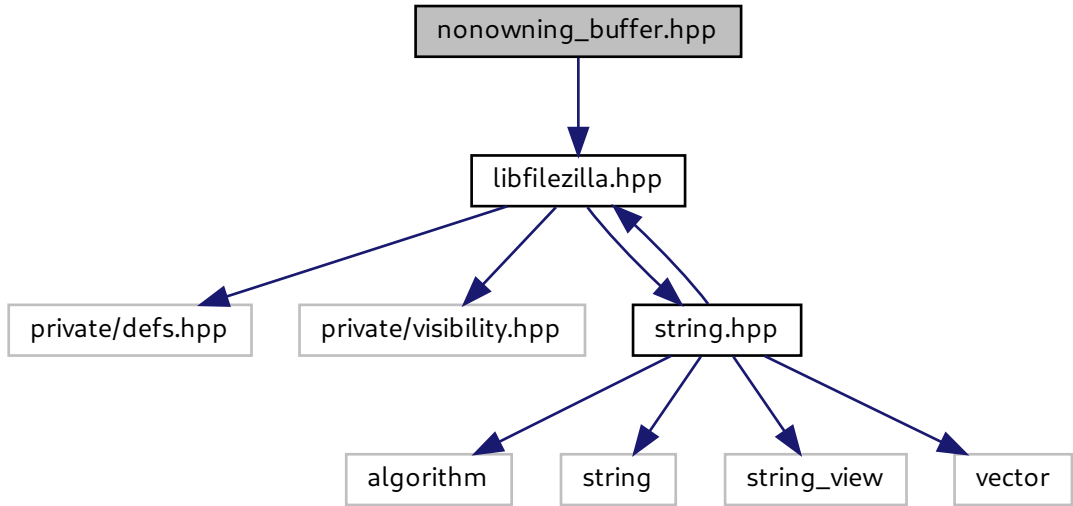 nonowning_buffer.hpp
libfilezilla.hpp
private/defs.hpp
private/visibility.hpp
string.hpp
algorithm
string
string_view
vector